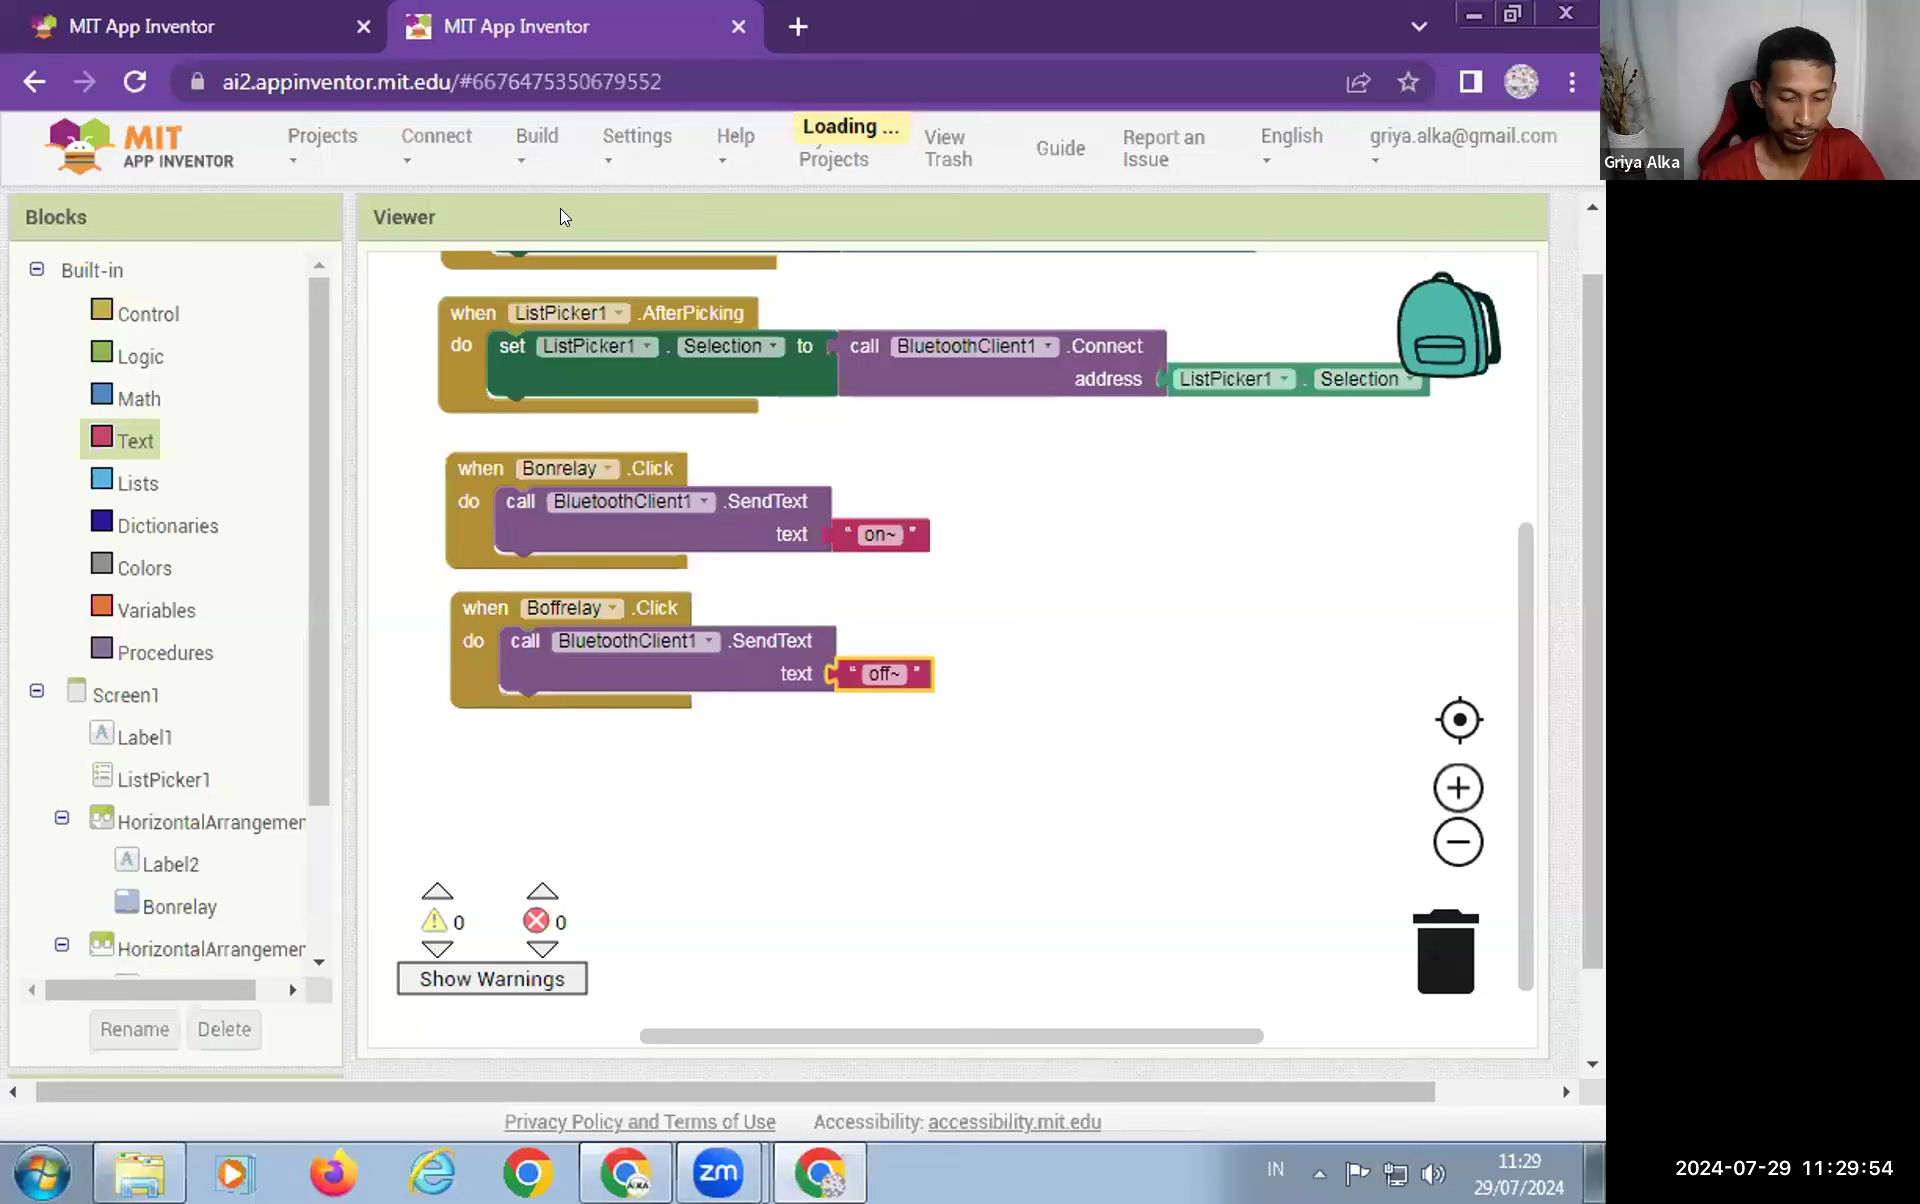 MIT App Inventor
MIT App Inventor
ai2.appinventor.mit.edu/#6676475350679552
Griya Alka
MIT
APP INVENTOR
Projects
Connect
Build
Settings
Help
Loading ...
Projects
View
Trash
Guide
Report an
Issue
English
griya.alka@gmail.com
Blocks
Built-in
Control
Logic
Math
Text
Lists
Dictionaries
Colors
Variables
Procedures
Screen1
Label1
ListPicker1
HorizontalArrangemer
Label2
Bonrelay
HorizontalArrangemer
Rename
Delete
Viewer
when ListPicker1 .AfterPicking
do set ListPicker1 . Selection to call BluetoothClient1 .Connect
address ListPicker1 . Selection
when Bonrelay .Click
do call BluetoothClient1 .SendText
text “ on~ ”
when Boffrelay .Click
do call BluetoothClient1 .SendText
text “ off~ ”
0
0
Show Warnings
Privacy Policy and Terms of Use
Accessibility: accessibility.mit.edu
zm
IN
11:29
29/07/2024
2024-07-29 11:29:54